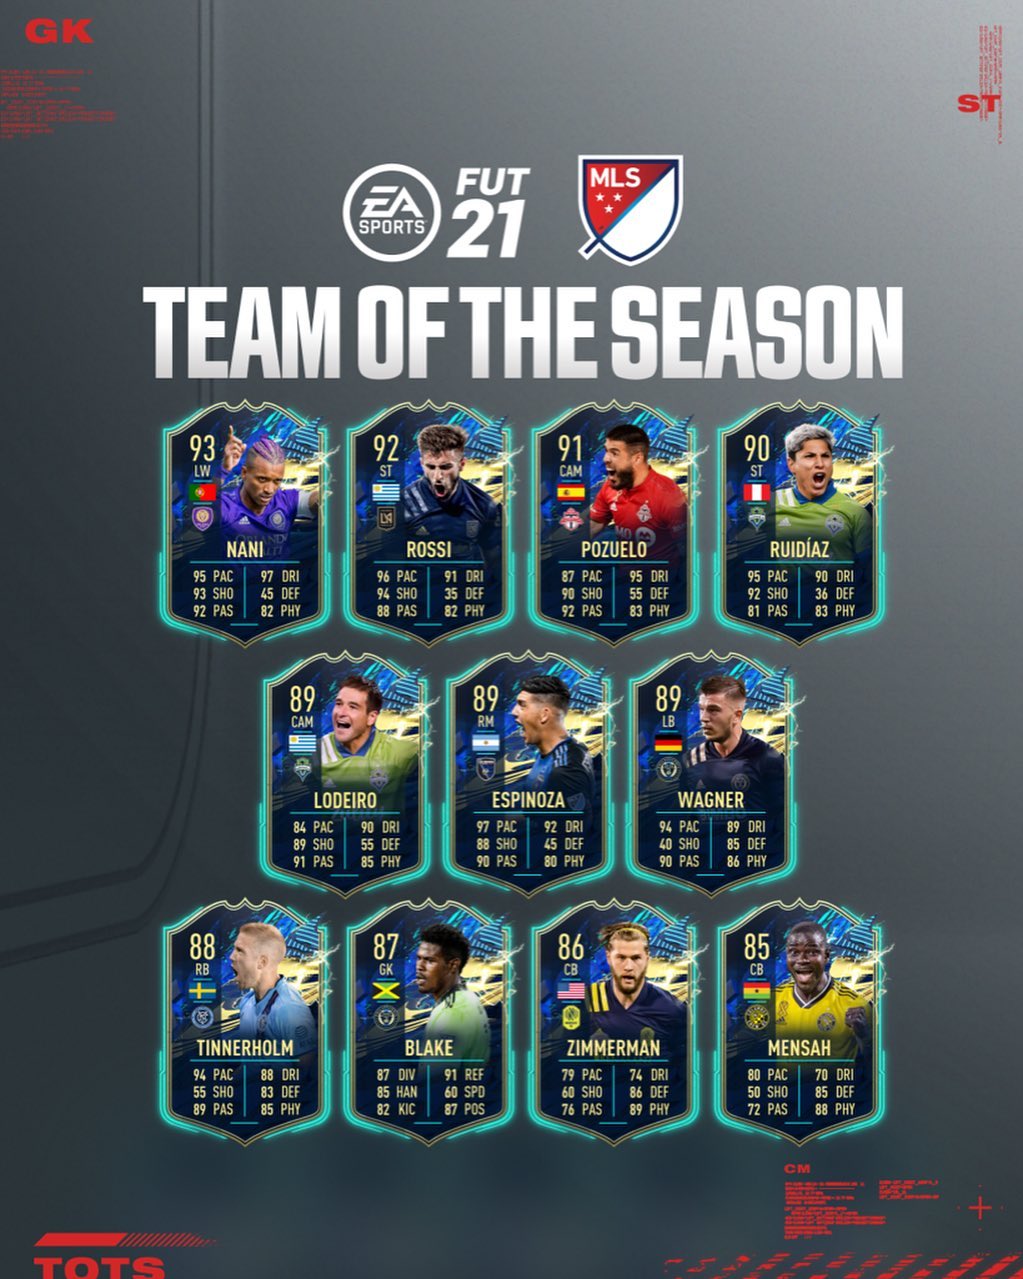 GK
ST
EA
SPORTS
FUT
21
MLS
TEAM OF THE SEASON
93
LW
NANI
95 PAC 97 DRI
93 SHO 45 DEF
92 PAS 82 PHY
92
ST
ROSSI
96 PAC 91 DRI
94 SHO 35 DEF
88 PAS 82 PHY
91
CAM
POZUELO
87 PAC 95 DRI
90 SHO 55 DEF
92 PAS 83 PHY
90
ST
RUIDÍAZ
95 PAC 90 DRI
92 SHO 36 DEF
81 PAS 83 PHY
89
CAM
LODEIRO
84 PAC 90 DRI
89 SHO 55 DEF
91 PAS 85 PHY
89
RM
ESPINOZA
97 PAC 92 DRI
88 SHO 45 DEF
90 PAS 80 PHY
89
LB
WAGNER
94 PAC 89 DRI
40 SHO 85 DEF
90 PAS 86 PHY
88
RB
TINNERHOLM
94 PAC 88 DRI
55 SHO 83 DEF
89 PAS 85 PHY
87
GK
BLAKE
87 DIV 91 REF
85 HAN 60 SPD
82 KIC 87 POS
86
CB
ZIMMERMAN
79 PAC 74 DRI
60 SHO 86 DEF
76 PAS 89 PHY
85
CB
MENSAH
80 PAC 70 DRI
50 SHO 85 DEF
72 PAS 88 PHY
CM
TOTS